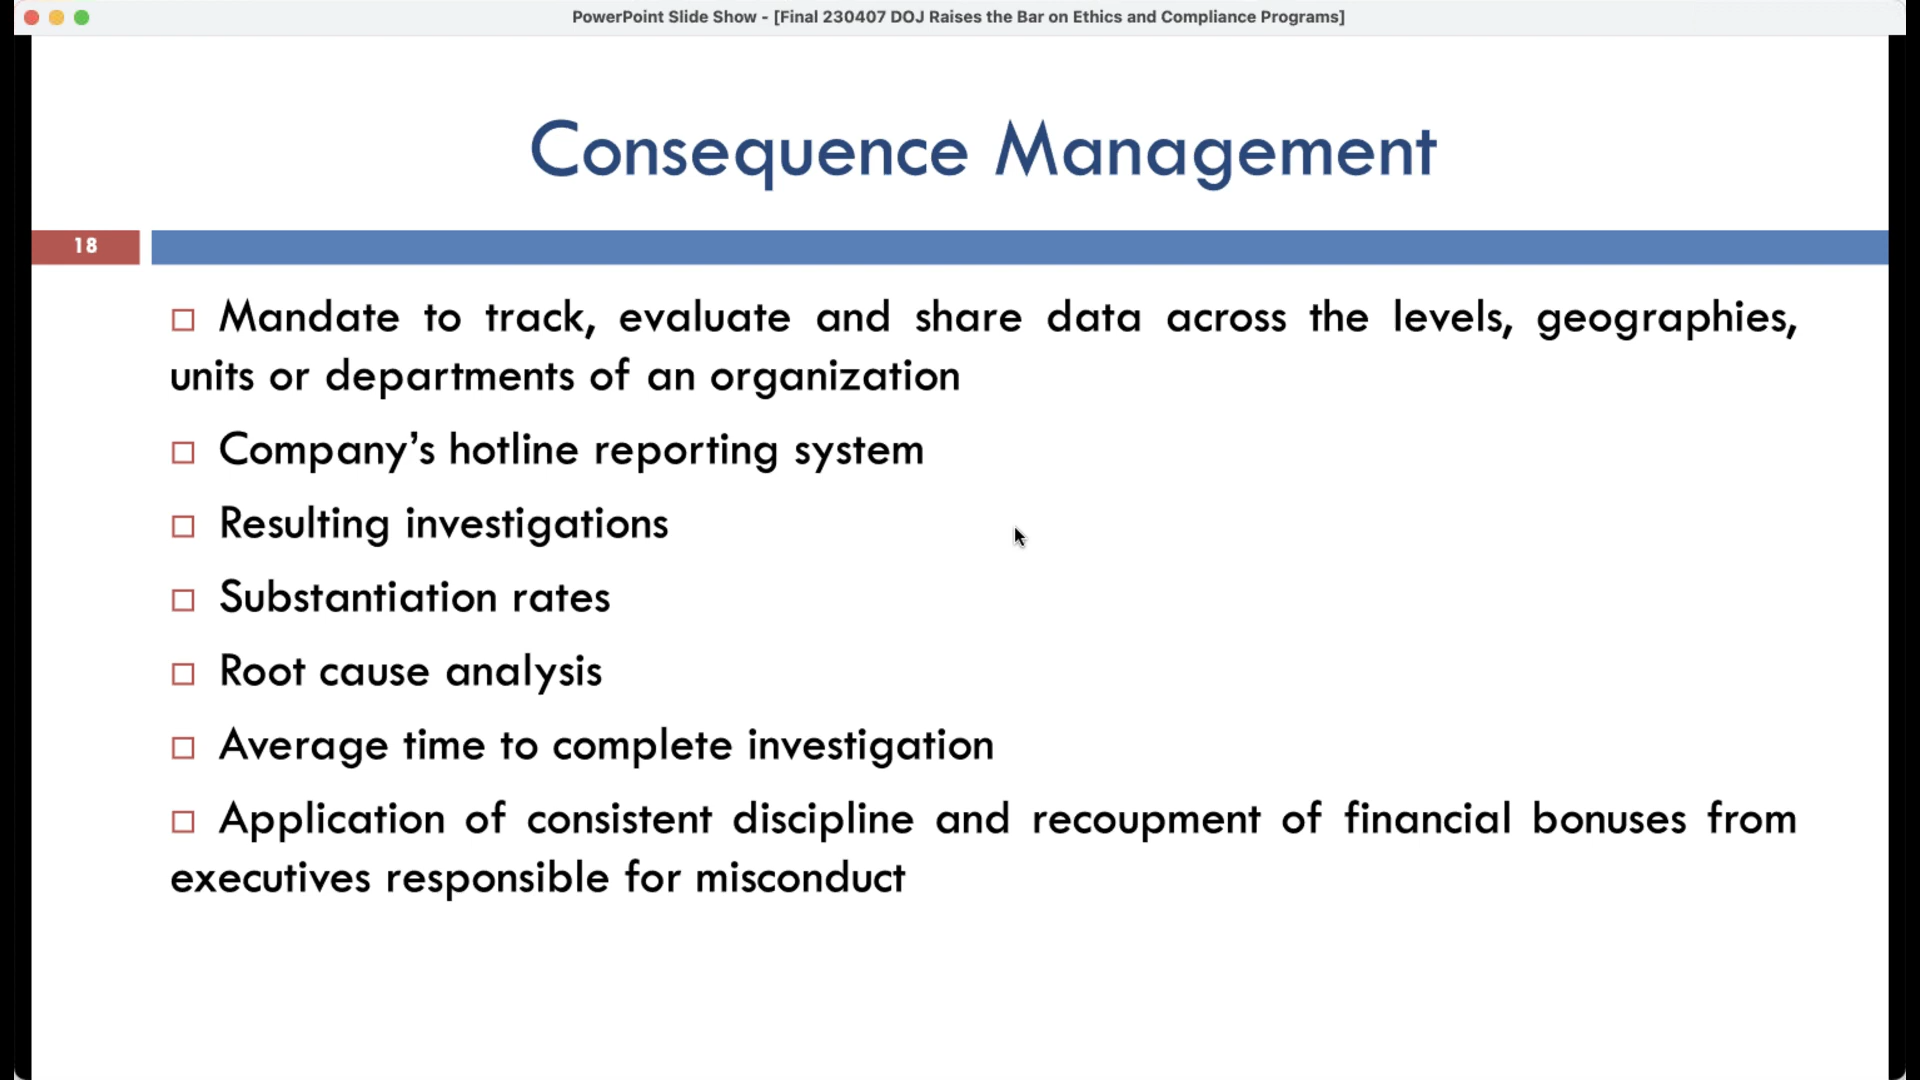 PowerPoint Slide Show - [Final 230407 DOJ Raises the Bar on Ethics and Compliance Programs]
Consequence Management
18
Mandate to track, evaluate and share data across the levels, geographies,
units or departments of an organization
Company’s hotline reporting system
Resulting investigations
Substantiation rates
Root cause analysis
Average time to complete investigation
Application of consistent discipline and recoupment of financial bonuses from
executives responsible for misconduct